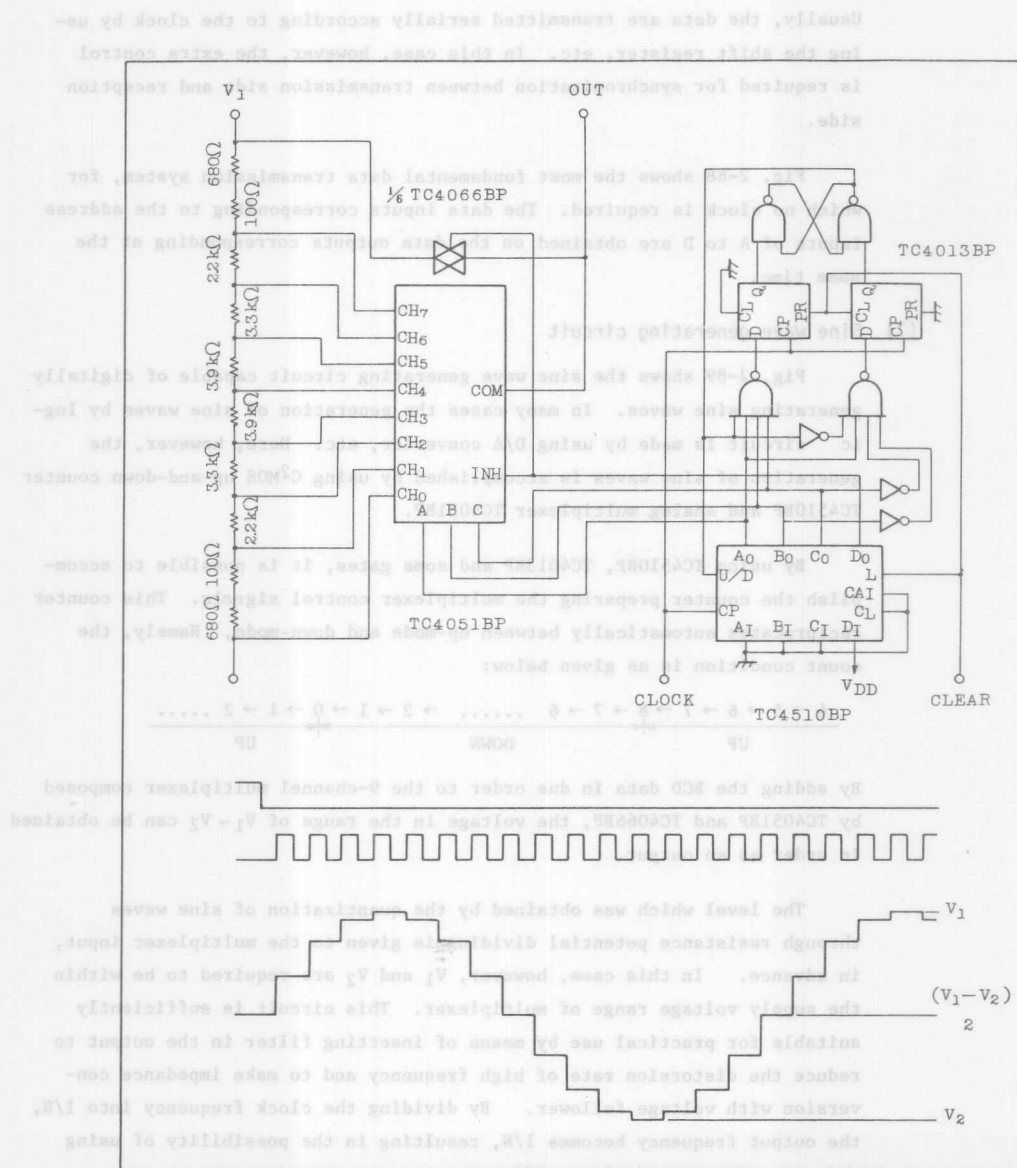 V1
OUT
1/6 TC4066BP
TC4013BP
680Ω
100Ω
2.2kΩ
3.3kΩ
3.9kΩ
3.9kΩ
3.3kΩ
2.2kΩ
100Ω
680Ω
CH7
CH6
CH5
CH4
CH3
CH2
CH1
CH0
COM
INH
A B C
TC4051BP
CL Q PR
D CP
CL Q PR
D CP
A0 B0 C0 D0
U/D
L
CAI
CP
CL
AI BI CI DI
VDD
CLOCK
CLEAR
TC4510BP
V1
(V1−V2)
2
V2
Usually, the data are transmitted serially according to the clock by us-
ing the shift register, etc. In this case, however, the extra control
is required for synchronization between transmission side and reception
side.
Fig. 2-88 shows the most fundamental data transmission system, for
which no clock is required. The data inputs corresponding to the address
inputs of A to D are obtained on the data outputs corresponding at the
same time.
Sine wave generating circuit
Fig. 2-89 shows the sine wave generating circuit capable of digitally
generating sine waves. In many cases the generation of sine waves by log-
ic circuit is made by using D/A converter, etc. Here, however, the
generation of sine waves is accomplished by using C²MOS up-and-down counter
TC4510BP and analog multiplexer TC4051BP.
By using TC4510BP, TC4013BP and some gates, it is possible to accom-
plish the counter preparing the multiplexer control signals. This counter
reciprocates automatically between up-mode and down-mode. Namely, the
count condition is as given below:
6 → 7 → 8 → 7 → 6 ...... → 2 → 1 → 0 → 1 → 2 .....
UP DOWN UP
By adding the BCD data in due order to the 9-channel multiplexer composed
by TC4051BP and TC4066BP, the voltage in the range of V1~V2 can be obtained
in order as an output.
The level which was obtained by the quantization of sine waves
through resistance potential dividing is given to the multiplexer input,
in advance. In this case, however, V1 and V2 are required to be within
the supply voltage range of multiplexer. This circuit is sufficiently
suitable for practical use by means of inserting filter in the output to
reduce the distorsion rate of high frequency and to make impedance con-
version with voltage follower. By dividing the clock frequency into 1/N,
the output frequency becomes 1/N, resulting in the possibility of using